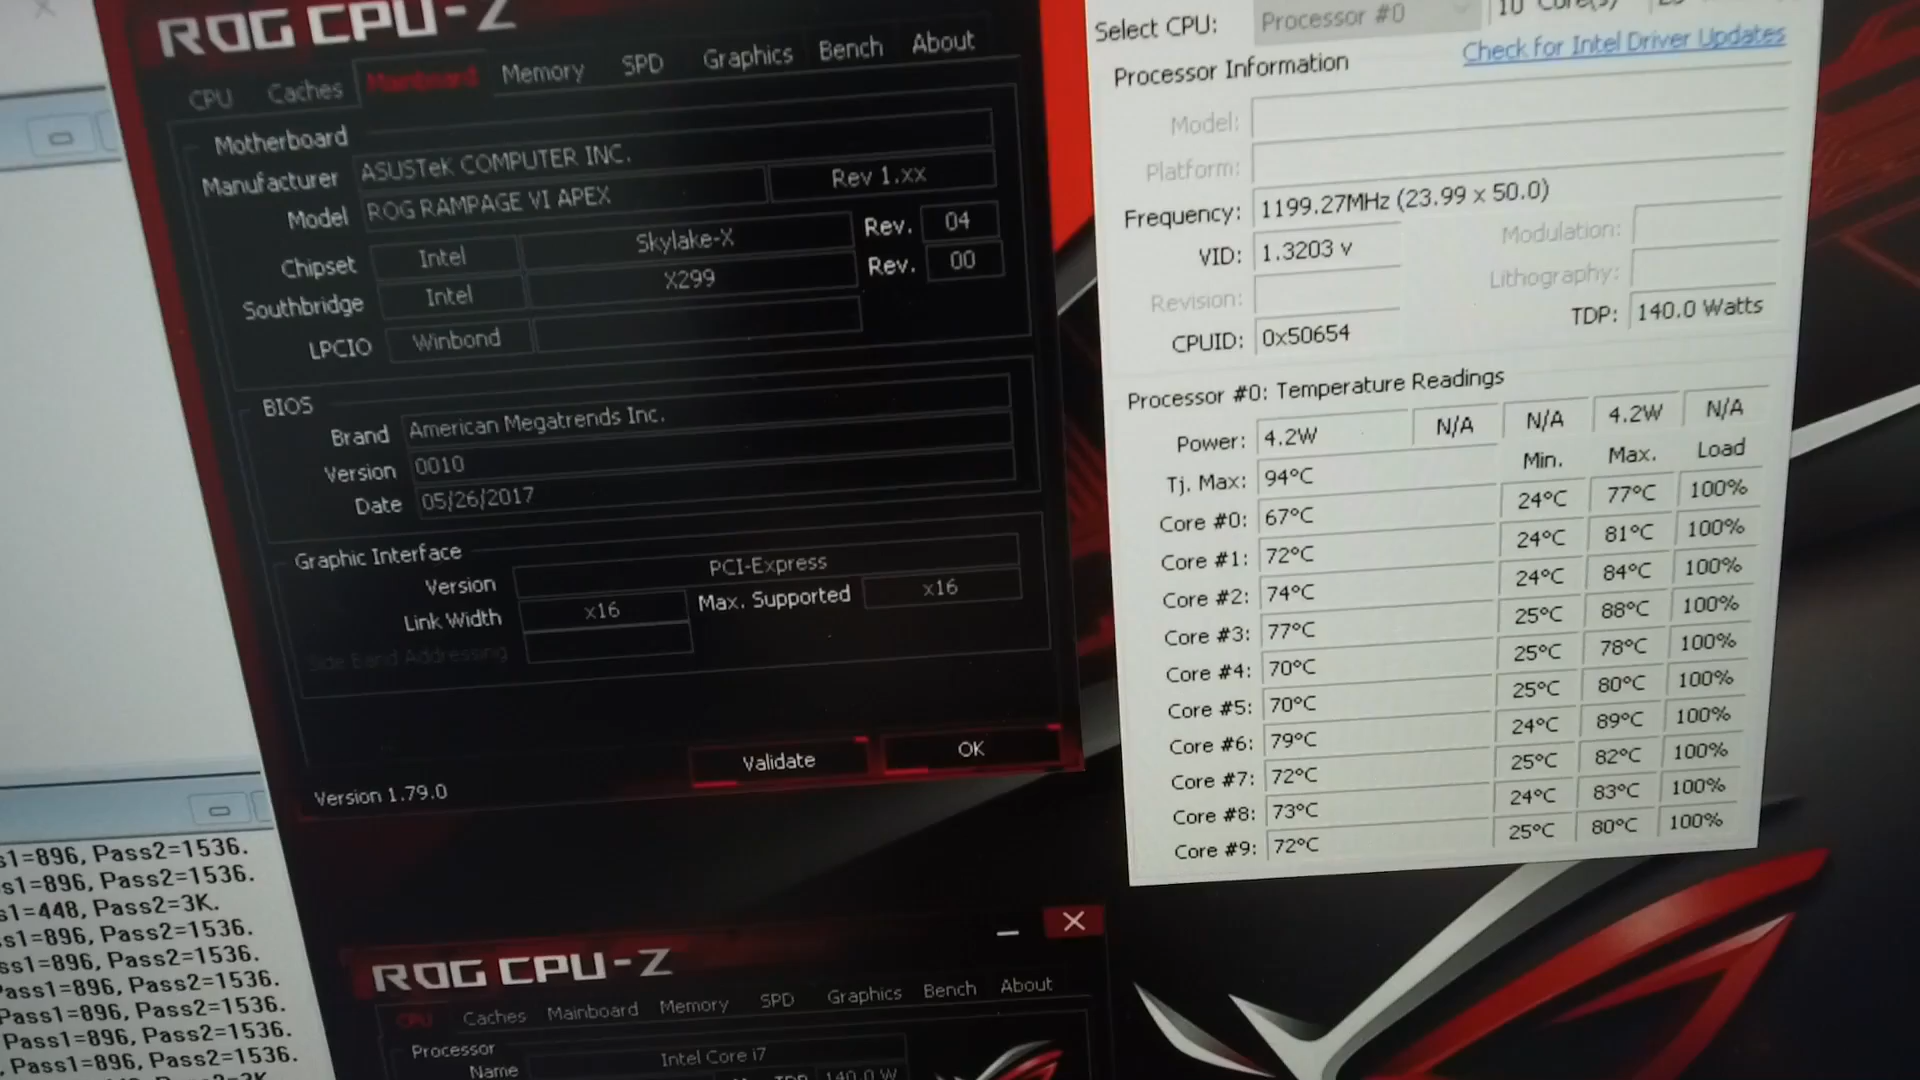 ROG CPU-Z
CPU Caches Mainboard Memory SPD Graphics Bench About
Motherboard
Manufacturer ASUSTeK COMPUTER INC.
Model ROG RAMPAGE VI APEX Rev 1.xx
Chipset Intel Skylake-X Rev. 04
Southbridge Intel X299 Rev. 00
LPCIO Winbond
BIOS
Brand American Megatrends Inc.
Version 0010
Date 05/26/2017
Graphic Interface
Version PCI-Express
Link Width x16 Max. Supported x16
Side Band Addressing
Version 1.79.0 Validate OK
Select CPU: Processor #0 10 Core(s)
Check for Intel Driver Updates
Processor Information
Model:
Platform:
Frequency: 1199.27MHz (23.99 x 50.0)
VID: 1.3203 v Modulation:
Revision: Lithography:
CPUID: 0x50654 TDP: 140.0 Watts
Processor #0: Temperature Readings
Power: 4.2W N/A N/A 4.2W N/A
Tj. Max: 94°C Min. Max. Load
Core #0: 67°C 24°C 77°C 100%
Core #1: 72°C 24°C 81°C 100%
Core #2: 74°C 24°C 84°C 100%
Core #3: 77°C 25°C 88°C 100%
Core #4: 70°C 25°C 78°C 100%
Core #5: 70°C 25°C 80°C 100%
Core #6: 79°C 24°C 89°C 100%
Core #7: 72°C 25°C 82°C 100%
Core #8: 73°C 24°C 83°C 100%
Core #9: 72°C 25°C 80°C 100%
s1=896, Pass2=1536.
s1=896, Pass2=1536.
s1=448, Pass2=3K.
s1=896, Pass2=1536.
ss1=896, Pass2=1536.
ass1=896, Pass2=1536.
Pass1=896, Pass2=1536.
Pass1=896, Pass2=1536.
, Pass1=896, Pass2=1536.
ROG CPU-Z
CPU Caches Mainboard Memory SPD Graphics Bench About
Processor
Name Intel Core i7
TDP 140.0 W